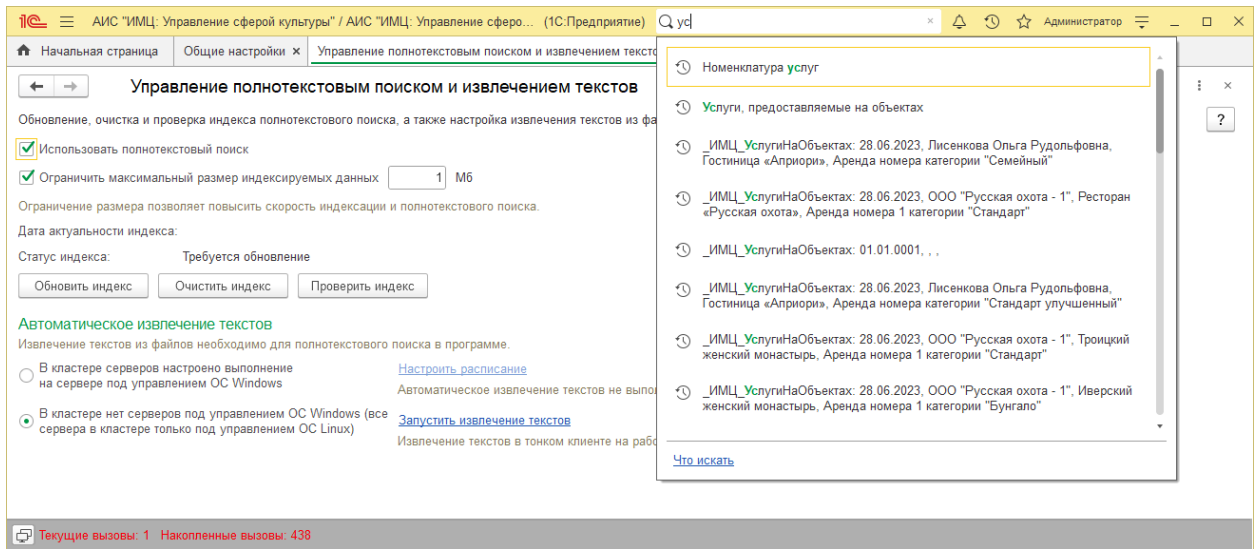 АИС "ИМЦ: Управление сферой культуры" / АИС "ИМЦ: Управление сферо... (1С:Предприятие)
ус
Администратор
Начальная страница
Общие настройки
Управление полнотекстовым поиском и извлечением тексто
Управление полнотекстовым поиском и извлечением текстов
Обновление, очистка и проверка индекса полнотекстового поиска, а также настройка извлечения текстов из фа
?
Использовать полнотекстовый поиск
Ограничить максимальный размер индексируемых данных 1 Мб
Ограничение размера позволяет повысить скорость индексации и полнотекстового поиска.
Дата актуальности индекса:
Статус индекса: Требуется обновление
Обновить индекс Очистить индекс Проверить индекс
Автоматическое извлечение текстов
Извлечение текстов из файлов необходимо для полнотекстового поиска в программе.
В кластере серверов настроено выполнение
на сервере под управлением ОС Windows
Настроить расписание
Автоматическое извлечение текстов не выпол
В кластере нет серверов под управлением ОС Windows (все
сервера в кластере только под управлением ОС Linux)
Запустить извлечение текстов
Извлечение текстов в тонком клиенте на рабо
Номенклатура услуг
Услуги, предоставляемые на объектах
_ИМЦ_УслугиНаОбъектах: 28.06.2023, Лисенкова Ольга Рудольфовна,
Гостиница «Априори», Аренда номера категории "Семейный"
_ИМЦ_УслугиНаОбъектах: 28.06.2023, ООО "Русская охота - 1", Ресторан
«Русская охота», Аренда номера 1 категории "Стандарт"
_ИМЦ_УслугиНаОбъектах: 01.01.0001, , ,
_ИМЦ_УслугиНаОбъектах: 28.06.2023, Лисенкова Ольга Рудольфовна,
Гостиница «Априори», Аренда номера категории "Стандарт улучшенный"
_ИМЦ_УслугиНаОбъектах: 28.06.2023, ООО "Русская охота - 1", Троицкий
женский монастырь, Аренда номера 1 категории "Стандарт"
_ИМЦ_УслугиНаОбъектах: 28.06.2023, ООО "Русская охота - 1", Иверский
женский монастырь, Аренда номера 1 категории "Бунгало"
Что искать
Текущие вызовы: 1 Накопленные вызовы: 438